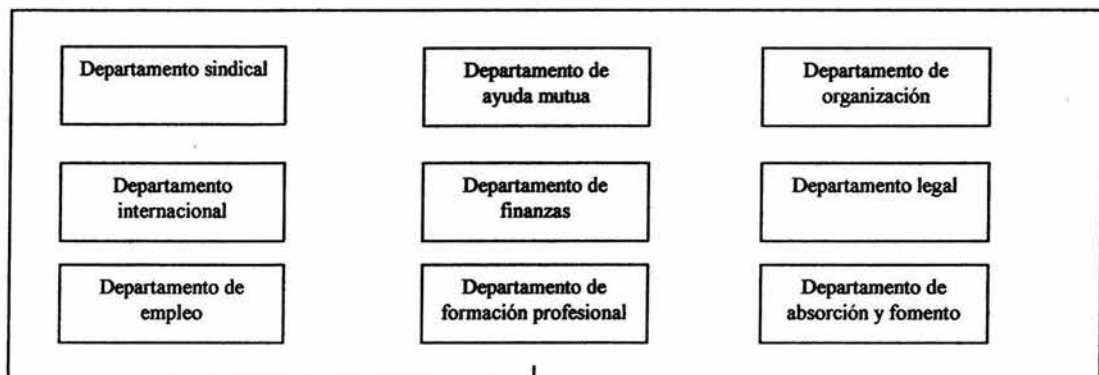 Departamento sindical
Departamento de
ayuda mutua
Departamento de
organización
Departamento
internacional
Departamento de
finanzas
Departamento legal
Departamento de
empleo
Departamento de
formación profesional
Departamento de
absorción y fomento